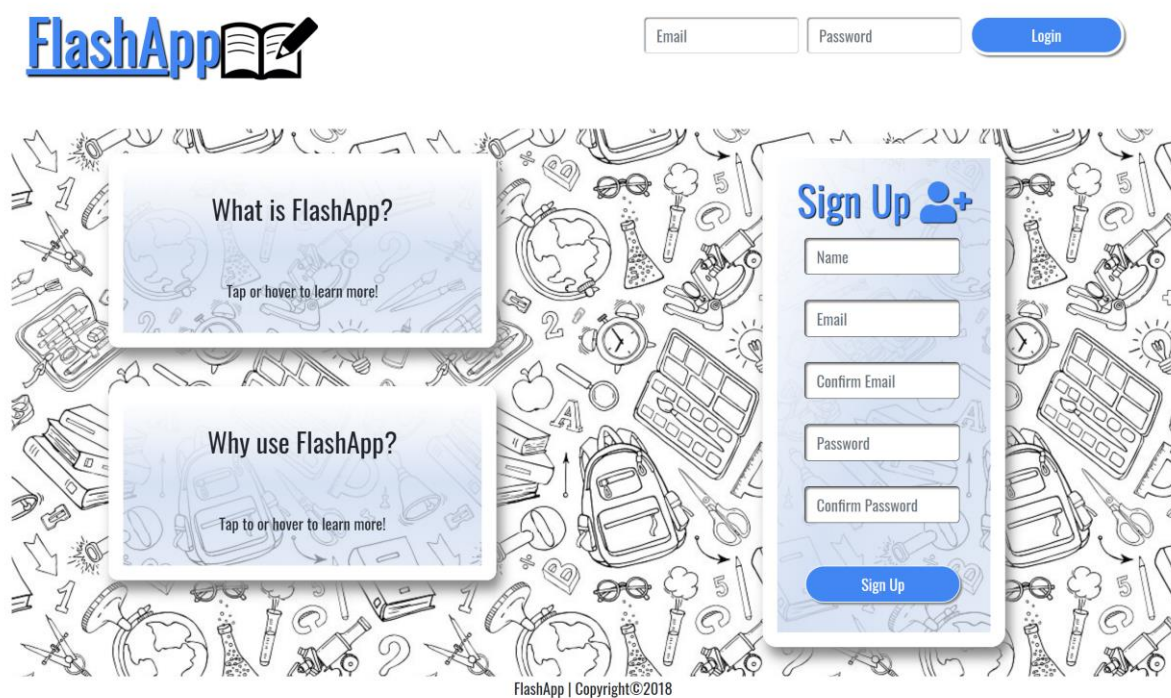 FlashApp
Email
Password
Login
What is FlashApp?
Tap or hover to learn more!
Why use FlashApp?
Tap to or hover to learn more!
Sign Up
Name
Email
Confirm Email
Password
Confirm Password
Sign Up
FlashApp | Copyright©2018